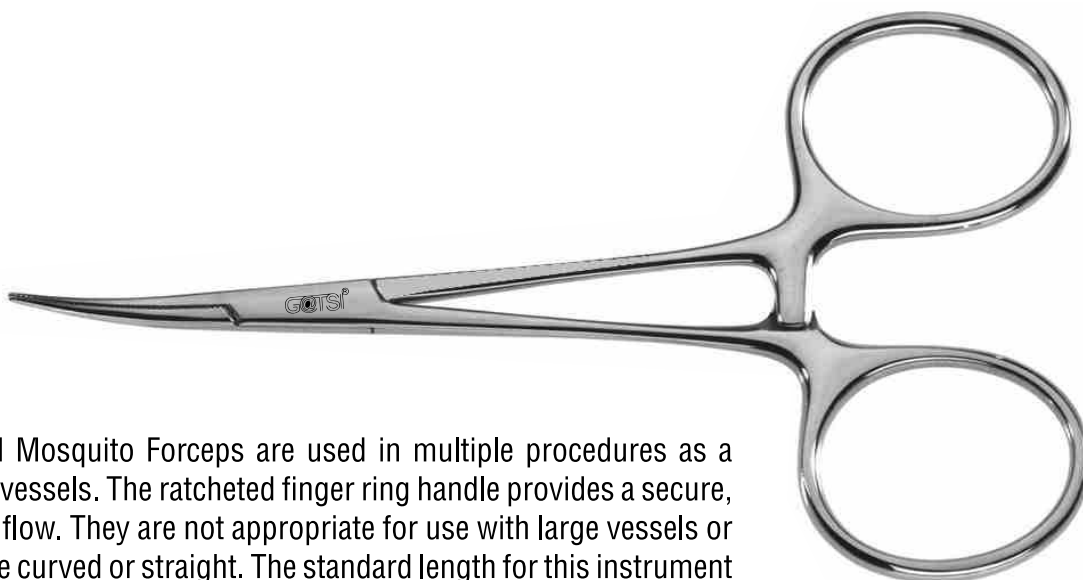 GOTSI
l Mosquito Forceps are used in multiple procedures as a
vessels. The ratcheted finger ring handle provides a secure,
flow. They are not appropriate for use with large vessels or
e curved or straight. The standard length for this instrument